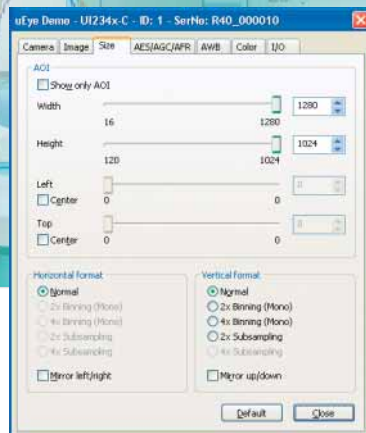 uEye Demo - UI234x-C - ID: 1 - SerNo: R40_000010
Camera Image Size AES/AGC/AFR AWB Color I/O
AOI
Show only AOI
Width 1280
16 1280
Height 1024
120 1024
Left 0
Center 0 0
Top 0
Center 0 0
Horizontal format Vertical format
Normal Normal
2x Binning (Mono) 2x Binning (Mono)
4x Binning (Mono) 4x Binning (Mono)
2x Subsampling 2x Subsampling
4x Subsampling 4x Subsampling
Mirror left/right Mirror up/down
Default Close